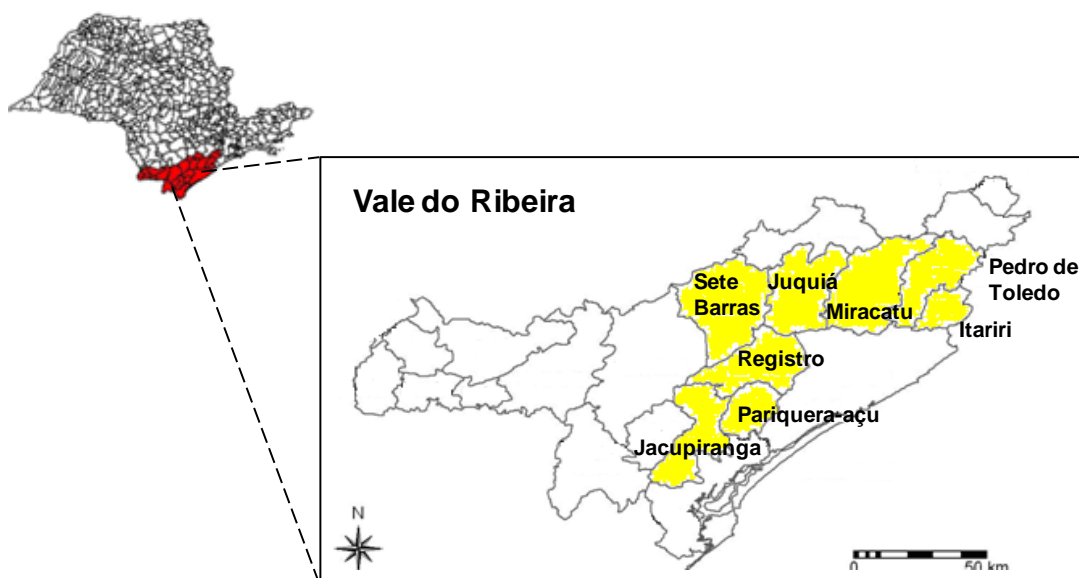 Vale do Ribeira
Sete
Barras
Juquiá
Miracatu
Pedro de
Toledo
Itariri
Registro
Pariquera-açu
Jacupiranga
N
0 50 km